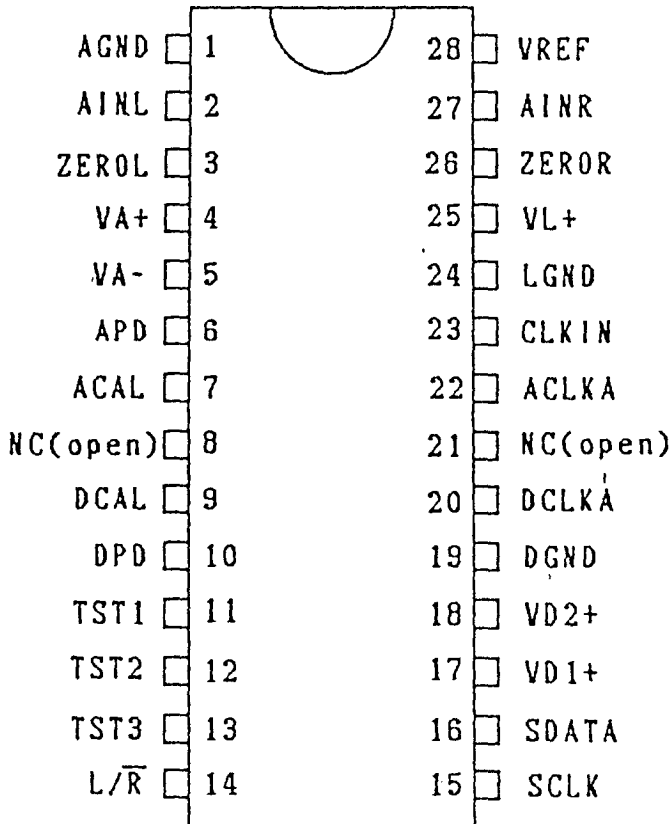 AGND 1 28 VREF
AINL 2 27 AINR
ZEROL 3 26 ZEROR
VA+ 4 25 VL+
VA- 5 24 LGND
APD 6 23 CLKIN
ACAL 7 22 ACLKA
NC(open) 8 21 NC(open)
DCAL 9 20 DCLKA
DPD 10 19 DGND
TST1 11 18 VD2+
TST2 12 17 VD1+
TST3 13 16 SDATA
L/R̅ 14 15 SCLK